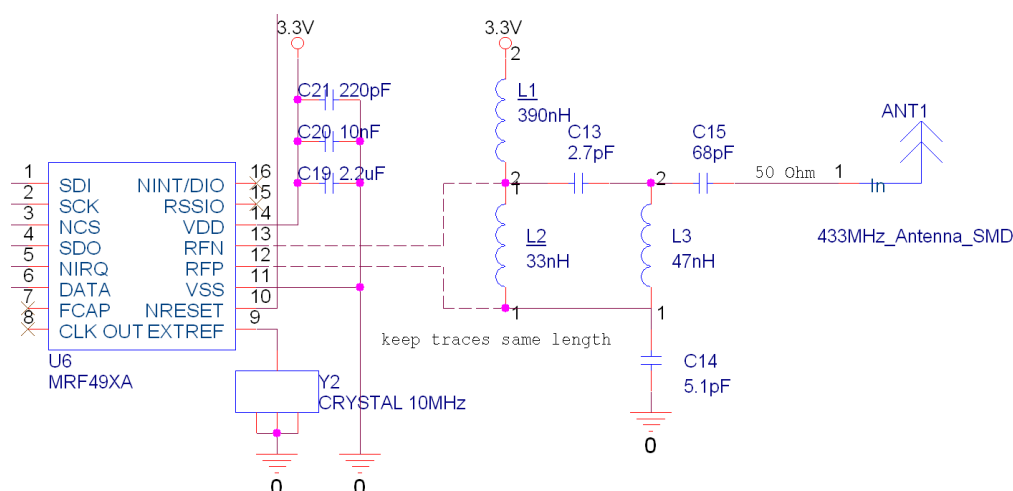 3.3V
3.3V
2
C21 220pF
C20 10nF
C19 2.2uF
L1
390nH
C13
2.7pF
C15
68pF
ANT1
50 Ohm
1
In
433MHz_Antenna_SMD
2
1
2
L2
33nH
L3
47nH
1
1
keep traces same length
C14
5.1pF
0
1
SDI
2
SCK
3
NCS
4
SDO
5
NIRQ
6
DATA
7
FCAP
8
CLK OUT
NINT/DIO
16
RSSIO
15
VDD
14
RFN
13
RFP
12
VSS
11
NRESET
10
EXTREF
9
U6
MRF49XA
Y2
CRYSTAL 10MHz
0
0